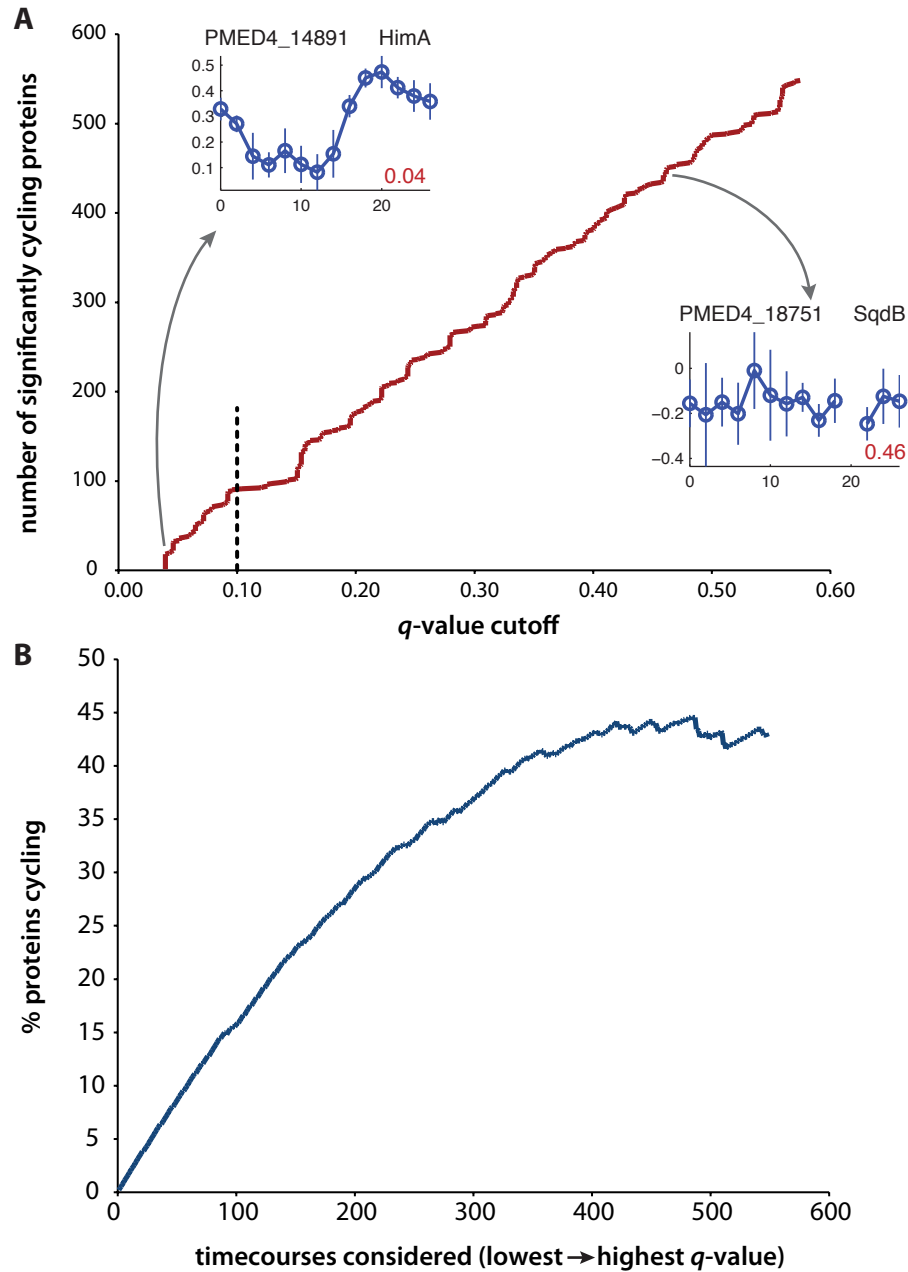 A
600
500
400
300
200
100
0
number of significantly cycling proteins
PMED4_14891 HimA
0.5
0.4
0.3
0.2
0.1
0.04
0 10 20
PMED4_18751 SqdB
0
−0.2
−0.4
0.46
0 10 20
0.00 0.10 0.20 0.30 0.40 0.50 0.60
q-value cutoff
B
50
45
40
35
30
25
20
15
10
5
0
% proteins cycling
0 100 200 300 400 500 600
timecourses considered (lowest→highest q-value)